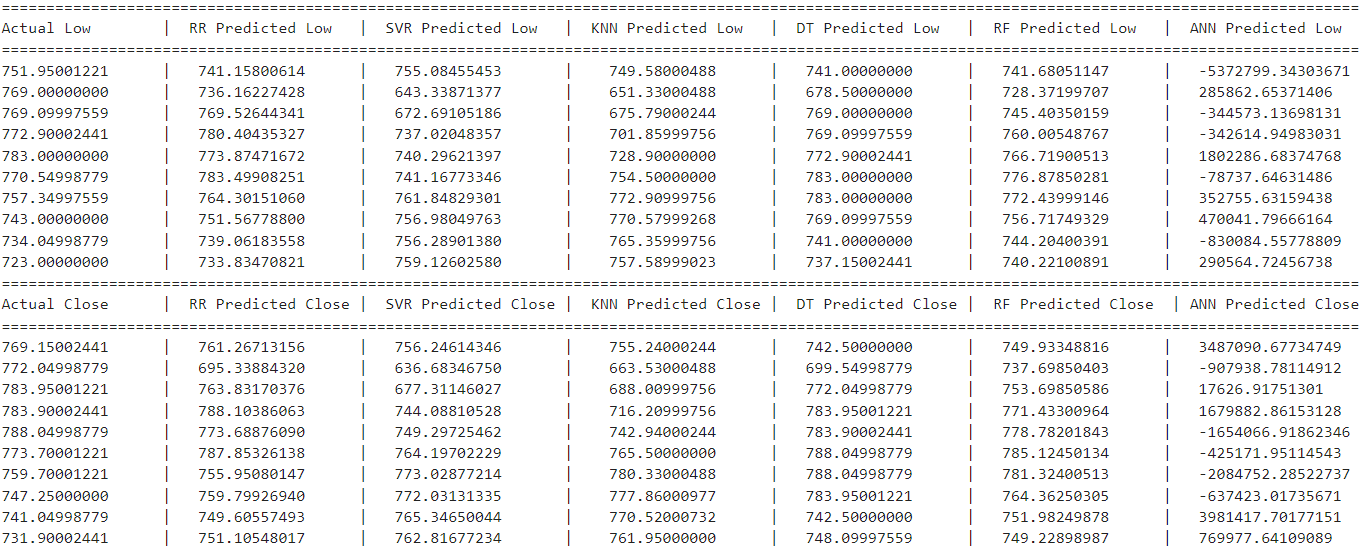 ====================================================================================================================================================
Actual Low | RR Predicted Low | SVR Predicted Low | KNN Predicted Low | DT Predicted Low | RF Predicted Low | ANN Predicted Low
====================================================================================================================================================
751.95001221 | 741.15800614 | 755.08455453 | 749.58000488 | 741.00000000 | 741.68051147 | -5372799.34303671
769.00000000 | 736.16227428 | 643.33871377 | 651.33000488 | 678.50000000 | 728.37199707 | 285862.65371406
769.09997559 | 769.52644341 | 672.69105186 | 675.79000244 | 769.00000000 | 745.40350159 | -344573.13698131
772.90002441 | 780.40435327 | 737.02048357 | 701.85999756 | 769.09997559 | 760.00548767 | -342614.94983031
783.00000000 | 773.87471672 | 740.29621397 | 728.90000000 | 772.90002441 | 766.71900513 | 1802286.68374768
770.54998779 | 783.49908251 | 741.16773346 | 754.50000000 | 783.00000000 | 776.87850281 | -78737.64631486
757.34997559 | 764.30151060 | 761.84829301 | 772.90999756 | 783.00000000 | 772.43999146 | 352755.63159438
743.00000000 | 751.56778800 | 756.98049763 | 770.57999268 | 769.09997559 | 756.71749329 | 470041.79666164
734.04998779 | 739.06183558 | 756.28901380 | 765.35999756 | 741.00000000 | 744.20400391 | -830084.55778809
723.00000000 | 733.83470821 | 759.12602580 | 757.58999023 | 737.15002441 | 740.22100891 | 290564.72456738
====================================================================================================================================================
Actual Close | RR Predicted Close | SVR Predicted Close | KNN Predicted Close | DT Predicted Close | RF Predicted Close | ANN Predicted Close
====================================================================================================================================================
769.15002441 | 761.26713156 | 756.24614346 | 755.24000244 | 742.50000000 | 749.93348816 | 3487090.67734749
772.04998779 | 695.33884320 | 636.68346750 | 663.53000488 | 699.54998779 | 737.69850403 | -907938.78114912
783.95001221 | 763.83170376 | 677.31146027 | 688.00999756 | 772.04998779 | 753.69850586 | 17626.91751301
783.90002441 | 788.10386063 | 744.08810528 | 716.20999756 | 783.95001221 | 771.43300964 | 1679882.86153128
788.04998779 | 773.68876090 | 749.29725462 | 742.94000244 | 783.90002441 | 778.78201843 | -1654066.91862346
773.70001221 | 787.85326138 | 764.19702229 | 765.50000000 | 788.04998779 | 785.12450134 | -425171.95114543
759.70001221 | 755.95080147 | 773.02877214 | 780.33000488 | 788.04998779 | 781.32400513 | -2084752.28522737
747.25000000 | 759.79926940 | 772.03131335 | 777.86000977 | 783.95001221 | 764.36250305 | -637423.01735671
741.04998779 | 749.60557493 | 765.34650044 | 770.52000732 | 742.50000000 | 751.98249878 | 3981417.70177151
731.90002441 | 751.10548017 | 762.81677234 | 761.95000000 | 748.09997559 | 749.22898987 | 769977.64109089